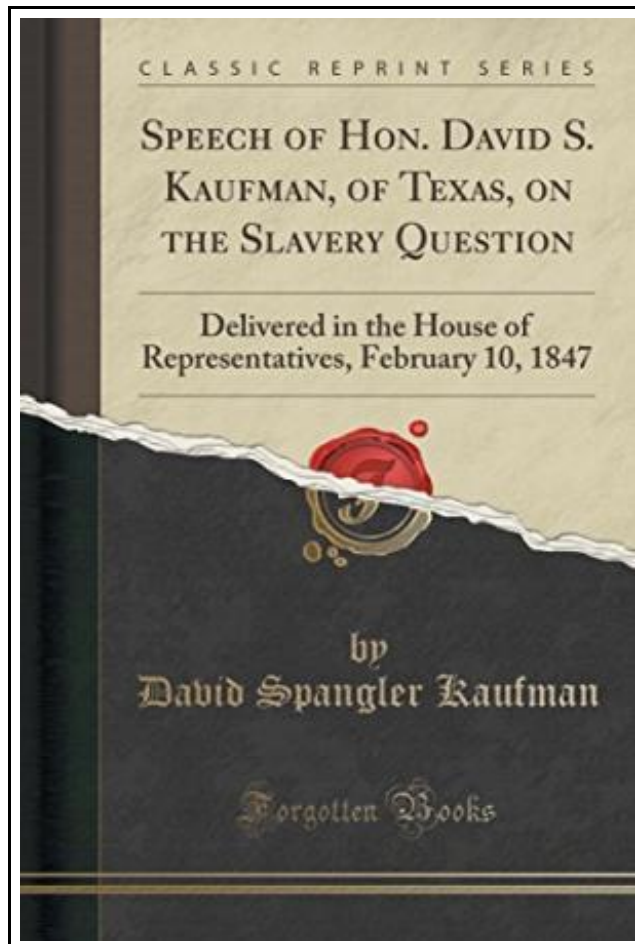 CLASSIC REPRINT SERIES
SPEECH OF HON. DAVID S.
KAUFMAN, OF TEXAS, ON
THE SLAVERY QUESTION
Delivered in the House of
Representatives, February 10, 1847
by
David Spangler Kaufman
Forgotten Books